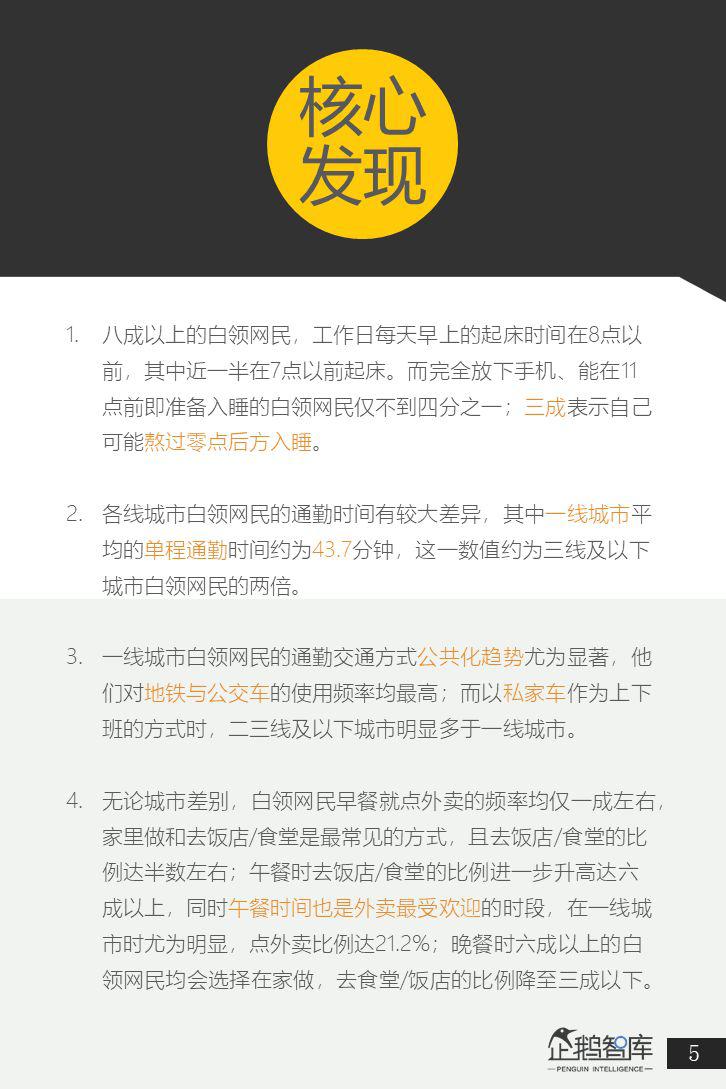 核心
发现
1. 八成以上的白领网民，工作日每天早上的起床时间在8点以
前，其中近一半在7点以前起床。而完全放下手机、能在11
点前即准备入睡的白领网民仅不到四分之一；三成表示自己
可能熬过零点后方入睡。
2. 各线城市白领网民的通勤时间有较大差异，其中一线城市平
均的单程通勤时间约为43.7分钟，这一数值约为三线及以下
城市白领网民的两倍。
3. 一线城市白领网民的通勤交通方式公共化趋势尤为显著，他
们对地铁与公交车的使用频率均最高；而以私家车作为上下
班的方式时，二三线及以下城市明显多于一线城市。
4. 无论城市差别，白领网民早餐就点外卖的频率均仅一成左右，
家里做和去饭店/食堂是最常见的方式，且去饭店/食堂的比
例达半数左右；午餐时去饭店/食堂的比例进一步升高达六
成以上，同时午餐时间也是外卖最受欢迎的时段，在一线城
市时尤为明显，点外卖比例达21.2%；晚餐时六成以上的白
领网民均会选择在家做，去食堂/饭店的比例降至三成以下。
企鹅智库
PENGUIN INTELLIGENCE
5